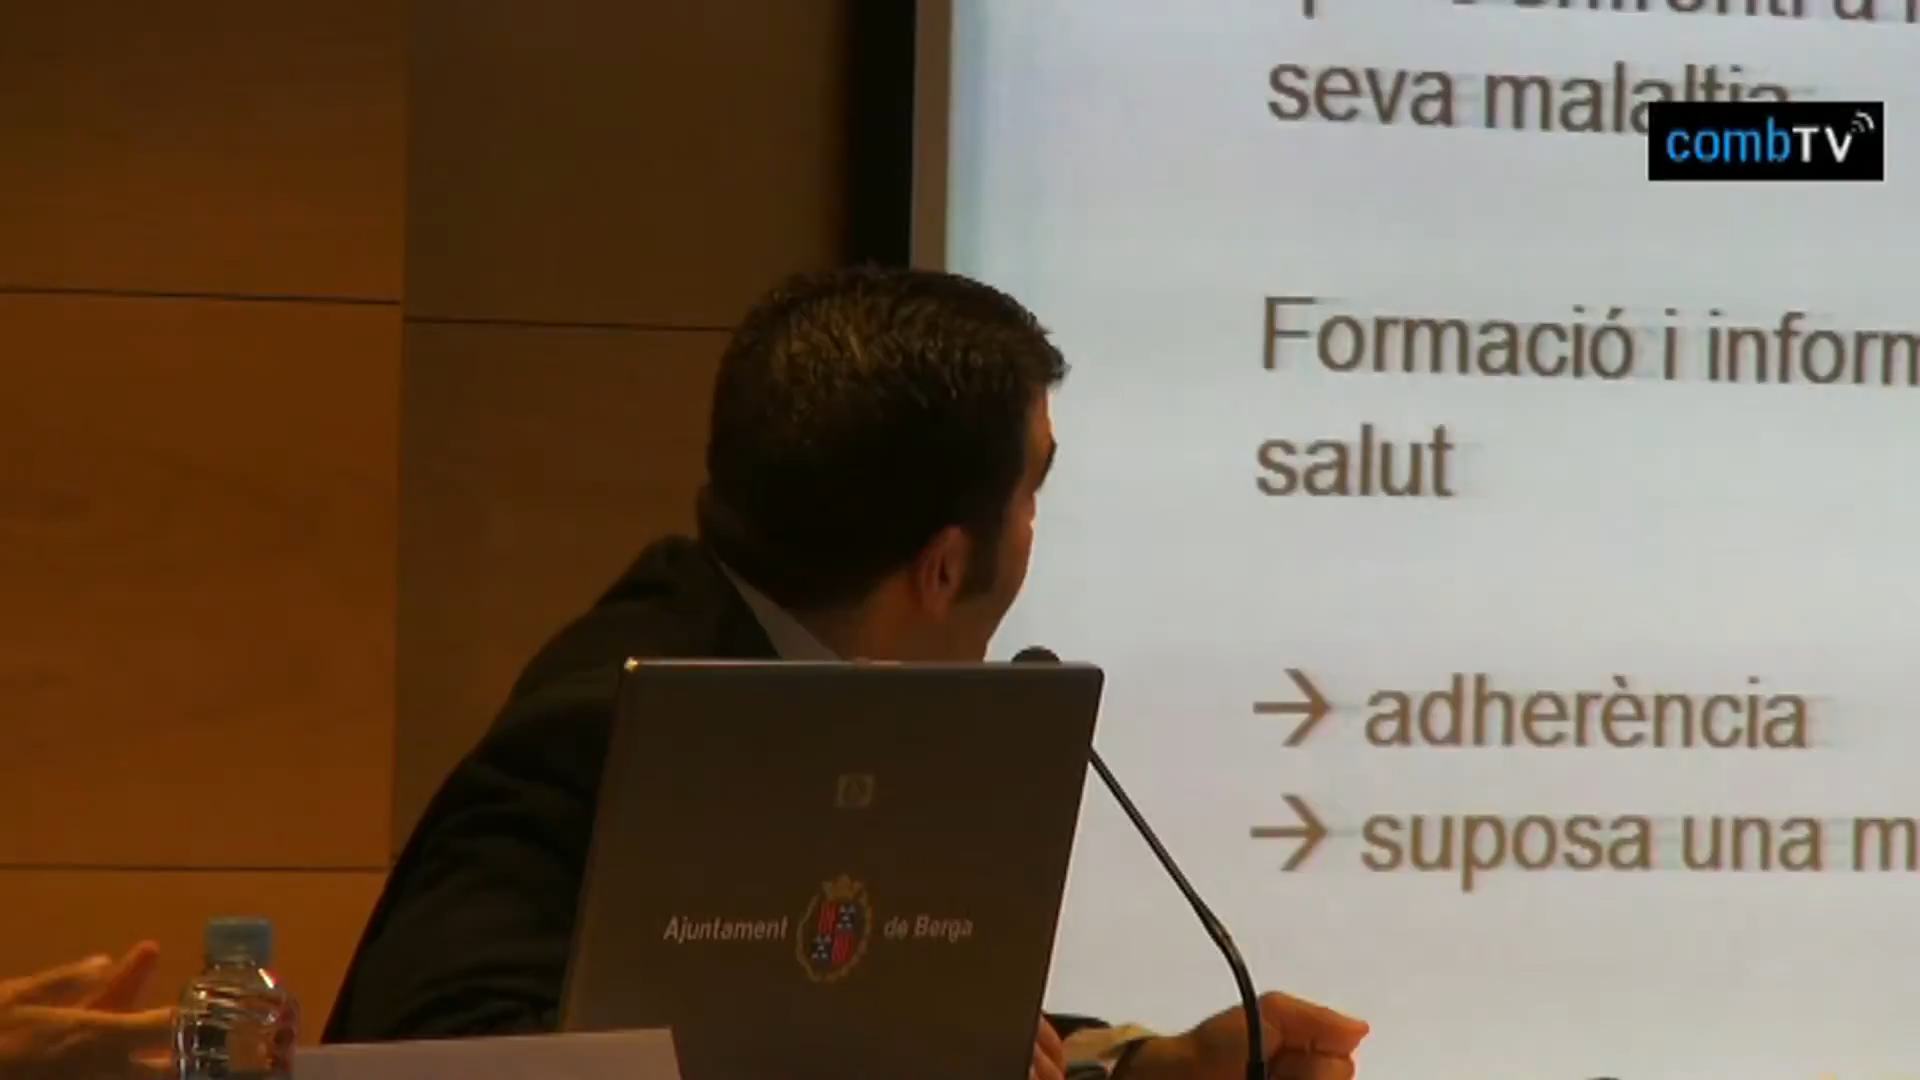 seva malaltia
combTV
Formació i inform
salut
→ adherència
→ suposa una m
Ajuntament de Berga